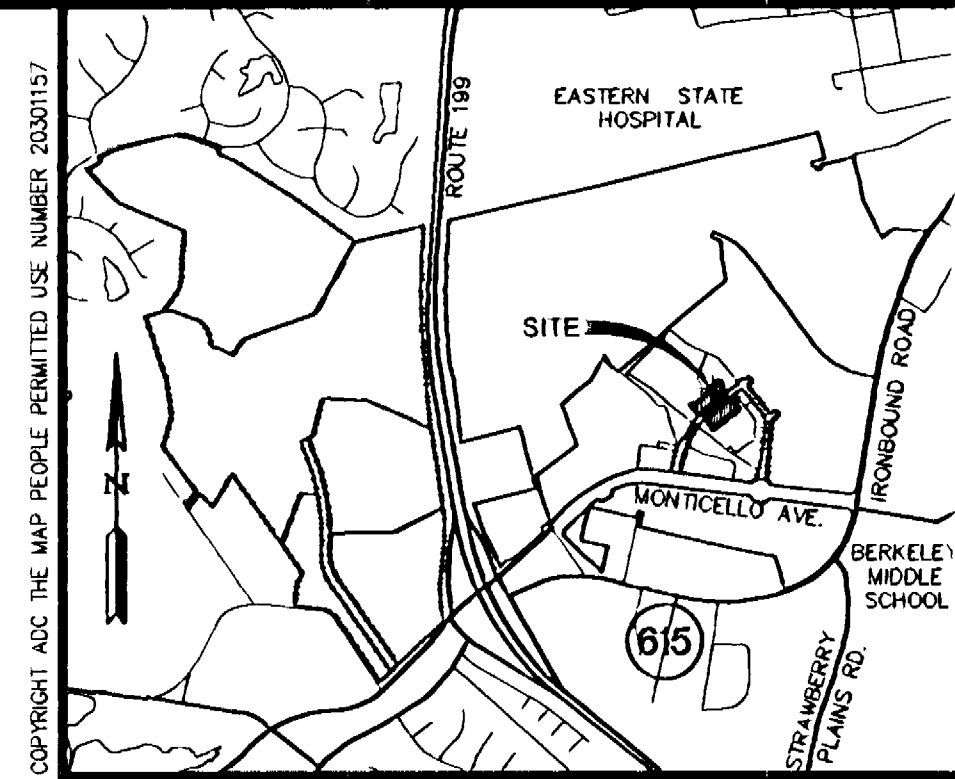 COPYRIGHT ADC THE MAP PEOPLE PERMITTED USE NUMBER 20301157
ROUTE 199
EASTERN STATE
HOSPITAL
SITE
IRONBOUND ROAD
N
MONTICELLO AVE.
BERKELEY
MIDDLE
SCHOOL
615
STRAWBERRY
PLAINS RD.